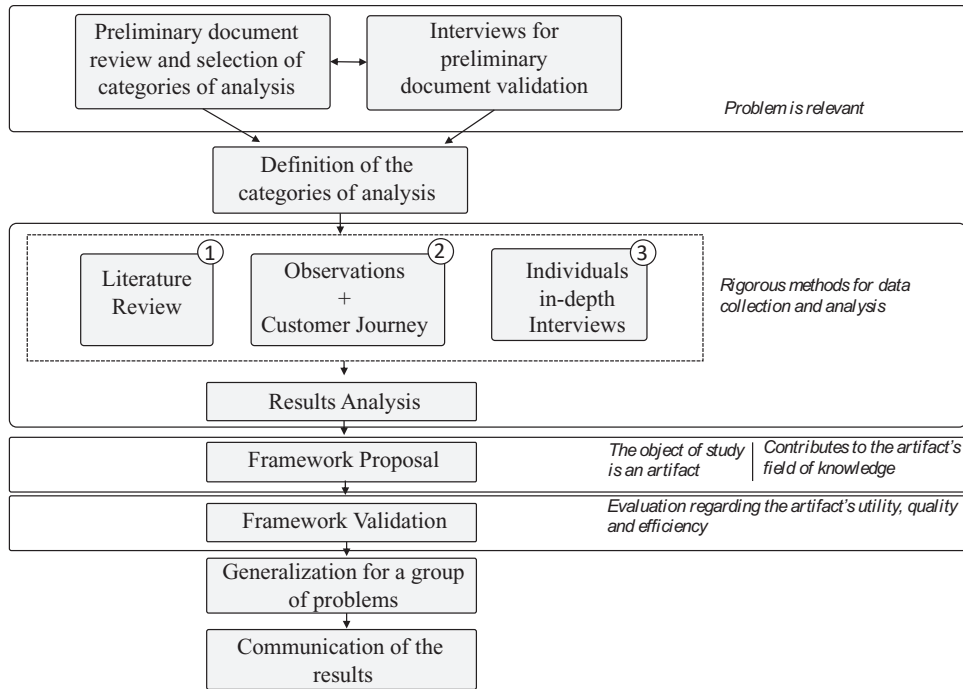 Preliminary document
review and selection of
categories of analysis
Interviews for
preliminary
document validation
Problem is relevant
Definition of the
categories of analysis
1
Literature
Review
2
Observations
+
Customer Journey
3
Individuals
in-depth
Interviews
Rigorous methods for data
collection and analysis
Results Analysis
Framework Proposal
The object of study
is an artifact
Contributes to the artifact's
field of knowledge
Framework Validation
Evaluation regarding the artifact's utility, quality
and efficiency
Generalization for a group
of problems
Communication of the
results